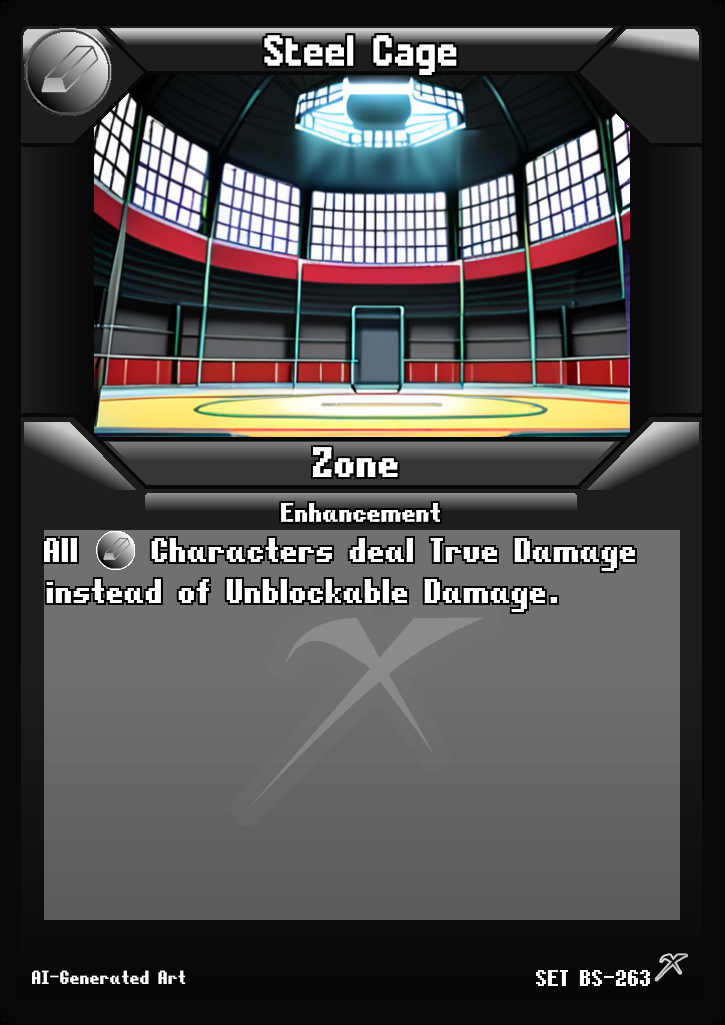 Steel Cage
Zone
Enhancement
All Characters deal True Damage
instead of Unblockable Damage.
AI-Generated Art
SET BS-263